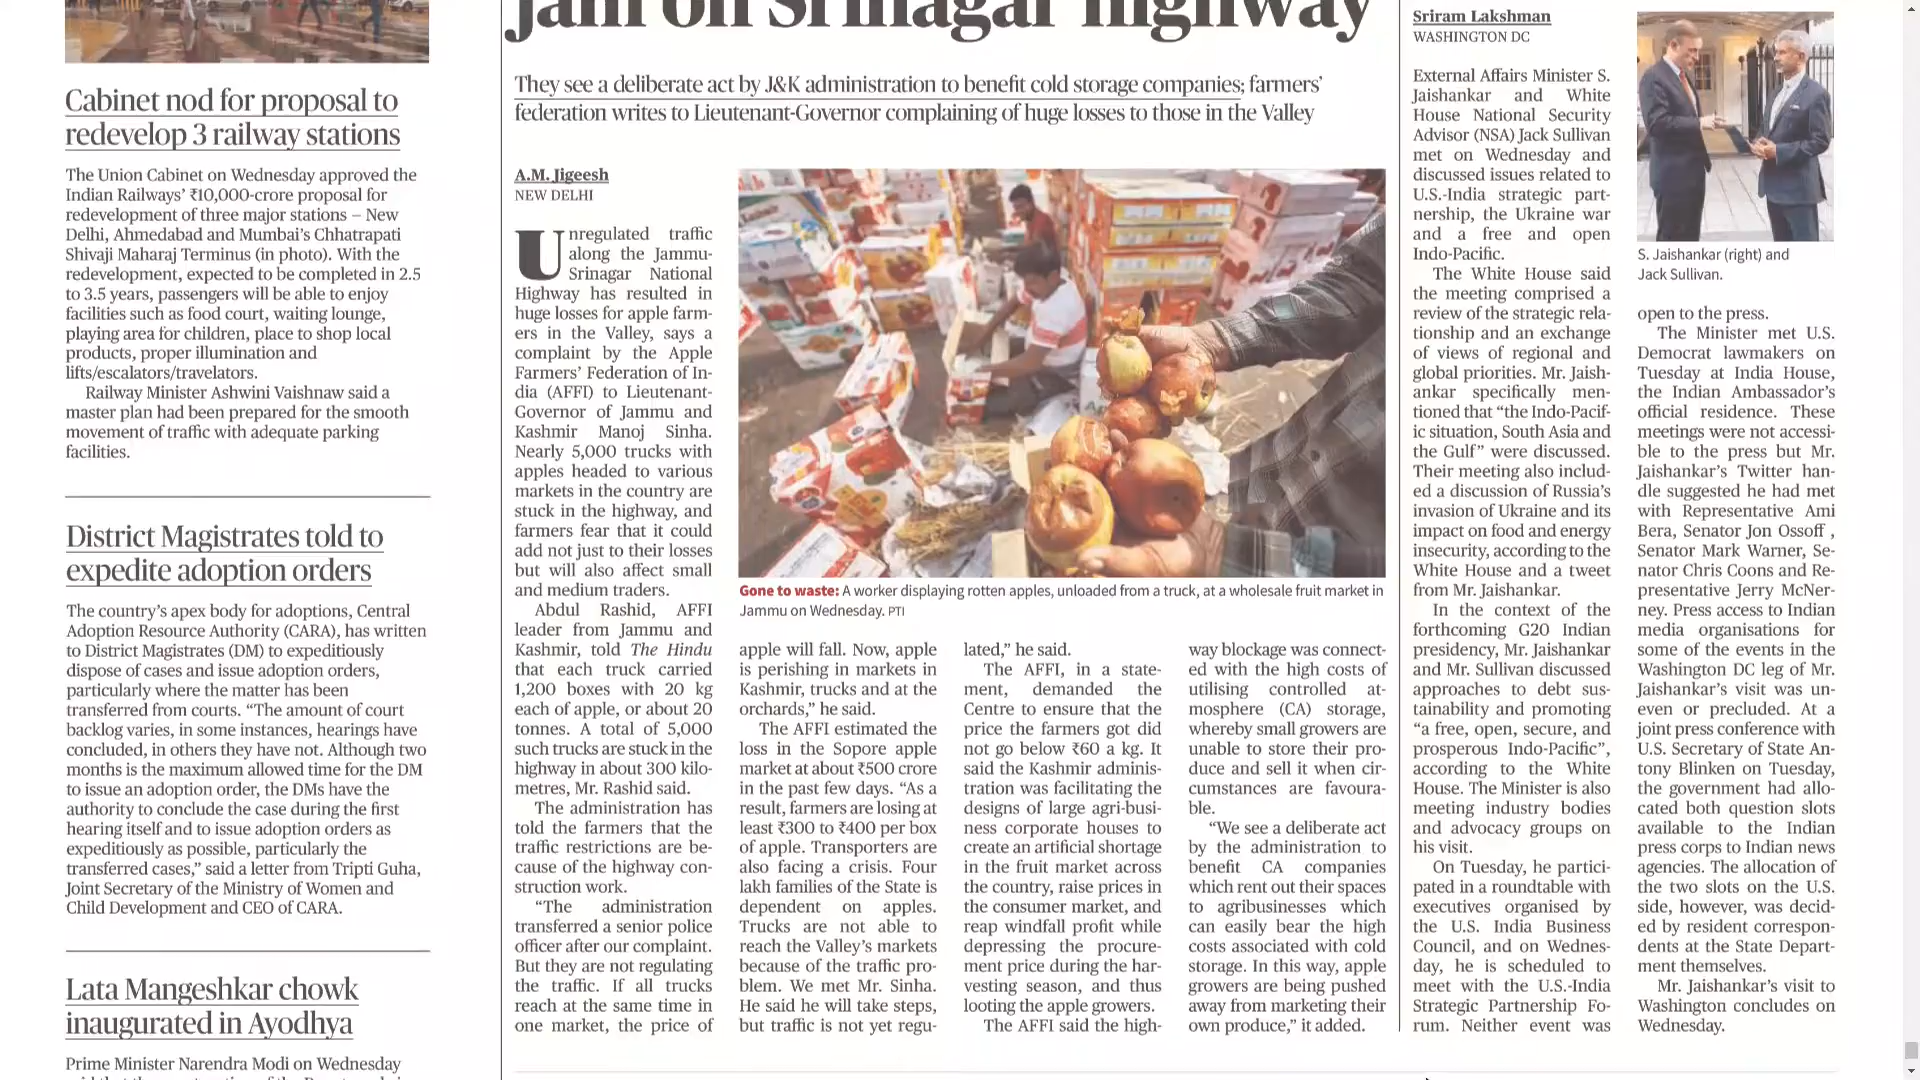 jam on Srinagar highway
They see a deliberate act by J&K administration to benefit cold storage companies; farmers’
federation writes to Lieutenant-Governor complaining of huge losses to those in the Valley
Cabinet nod for proposal to
redevelop 3 railway stations
The Union Cabinet on Wednesday approved the
Indian Railways’ ₹10,000-crore proposal for
redevelopment of three major stations – New
Delhi, Ahmedabad and Mumbai’s Chhatrapati
Shivaji Maharaj Terminus (in photo). With the
redevelopment, expected to be completed in 2.5
to 3.5 years, passengers will be able to enjoy
facilities such as food court, waiting lounge,
playing area for children, place to shop local
products, proper illumination and
lifts/escalators/travelators.
Railway Minister Ashwini Vaishnaw said a
master plan had been prepared for the smooth
movement of traffic with adequate parking
facilities.
District Magistrates told to
expedite adoption orders
The country’s apex body for adoptions, Central
Adoption Resource Authority (CARA), has written
to District Magistrates (DM) to expeditiously
dispose of cases and issue adoption orders,
particularly where the matter has been
transferred from courts. “The amount of court
backlog varies, in some instances, hearings have
concluded, in others they have not. Although two
months is the maximum allowed time for the DM
to issue an adoption order, the DMs have the
authority to conclude the case during the first
hearing itself and to issue adoption orders as
expeditiously as possible, particularly the
transferred cases,” said a letter from Tripti Guha,
Joint Secretary of the Ministry of Women and
Child Development and CEO of CARA.
Lata Mangeshkar chowk
inaugurated in Ayodhya
Prime Minister Narendra Modi on Wednesday
A.M. Jigeesh
NEW DELHI
Unregulated traffic
along the Jammu-
Srinagar National
Highway has resulted in
huge losses for apple farm-
ers in the Valley, says a
complaint by the Apple
Farmers’ Federation of In-
dia (AFFI) to Lieutenant-
Governor of Jammu and
Kashmir Manoj Sinha.
Nearly 5,000 trucks with
apples headed to various
markets in the country are
stuck in the highway, and
farmers fear that it could
add not just to their losses
but will also affect small
and medium traders.
Abdul Rashid, AFFI
leader from Jammu and
Kashmir, told The Hindu
that each truck carried
1,200 boxes with 20 kg
each of apple, or about 20
tonnes. A total of 5,000
such trucks are stuck in the
highway in about 300 kilo-
metres, Mr. Rashid said.
The administration has
told the farmers that the
traffic restrictions are be-
cause of the highway con-
struction work.
“The administration
transferred a senior police
officer after our complaint.
But they are not regulating
the traffic. If all trucks
reach at the same time in
one market, the price of
Gone to waste: A worker displaying rotten apples, unloaded from a truck, at a wholesale fruit market in
Jammu on Wednesday. PTI
apple will fall. Now, apple
is perishing in markets in
Kashmir, trucks and at the
orchards,” he said.
The AFFI estimated the
loss in the Sopore apple
market at about ₹500 crore
in the past few days. “As a
result, farmers are losing at
least ₹300 to ₹400 per box
of apple. Transporters are
also facing a crisis. Four
lakh families of the State is
dependent on apples.
Trucks are not able to
reach the Valley’s markets
because of the traffic pro-
blem. We met Mr. Sinha.
He said he will take steps,
but traffic is not yet regu-
lated,” he said.
The AFFI, in a state-
ment, demanded the
Centre to ensure that the
price the farmers got did
not go below ₹60 a kg. It
said the Kashmir adminis-
tration was facilitating the
designs of large agri-busi-
ness corporate houses to
create an artificial shortage
in the fruit market across
the country, raise prices in
the consumer market, and
reap windfall profit while
depressing the procure-
ment price during the har-
vesting season, and thus
looting the apple growers.
The AFFI said the high-
way blockage was connect-
ed with the high costs of
utilising controlled at-
mosphere (CA) storage,
whereby small growers are
unable to store their pro-
duce and sell it when cir-
cumstances are favoura-
ble.
“We see a deliberate act
by the administration to
benefit CA companies
which rent out their spaces
to agribusinesses which
can easily bear the high
costs associated with cold
storage. In this way, apple
growers are being pushed
away from marketing their
own produce,” it added.
Sriram Lakshman
WASHINGTON DC
External Affairs Minister S.
Jaishankar and White
House National Security
Advisor (NSA) Jack Sullivan
met on Wednesday and
discussed issues related to
U.S.-India strategic part-
nership, the Ukraine war
and a free and open
Indo-Pacific.
The White House said
the meeting comprised a
review of the strategic rela-
tionship and an exchange
of views of regional and
global priorities. Mr. Jaish-
ankar specifically men-
tioned that “the Indo-Pacif-
ic situation, South Asia and
the Gulf” were discussed.
Their meeting also includ-
ed a discussion of Russia’s
invasion of Ukraine and its
impact on food and energy
insecurity, according to the
White House and a tweet
from Mr. Jaishankar.
In the context of the
forthcoming G20 Indian
presidency, Mr. Jaishankar
and Mr. Sullivan discussed
approaches to debt sus-
tainability and promoting
“a free, open, secure, and
prosperous Indo-Pacific”,
according to the White
House. The Minister is also
meeting industry bodies
and advocacy groups on
his visit.
On Tuesday, he partici-
pated in a roundtable with
executives organised by
the U.S. India Business
Council, and on Wednes-
day, he is scheduled to
meet with the U.S.-India
Strategic Partnership Fo-
rum. Neither event was
S. Jaishankar (right) and
Jack Sullivan.
open to the press.
The Minister met U.S.
Democrat lawmakers on
Tuesday at India House,
the Indian Ambassador’s
official residence. These
meetings were not accessi-
ble to the press but Mr.
Jaishankar’s Twitter han-
dle suggested he had met
with Representative Ami
Bera, Senator Jon Ossoff ,
Senator Mark Warner, Se-
nator Chris Coons and Re-
presentative Jerry McNer-
ney. Press access to Indian
media organisations for
some of the events in the
Washington DC leg of Mr.
Jaishankar’s visit was un-
even or precluded. At a
joint press conference with
U.S. Secretary of State An-
tony Blinken on Tuesday,
the government had allo-
cated both question slots
available to the Indian
press corps to Indian news
agencies. The allocation of
the two slots on the U.S.
side, however, was decid-
ed by resident correspon-
dents at the State Depart-
ment themselves.
Mr. Jaishankar’s visit to
Washington concludes on
Wednesday.